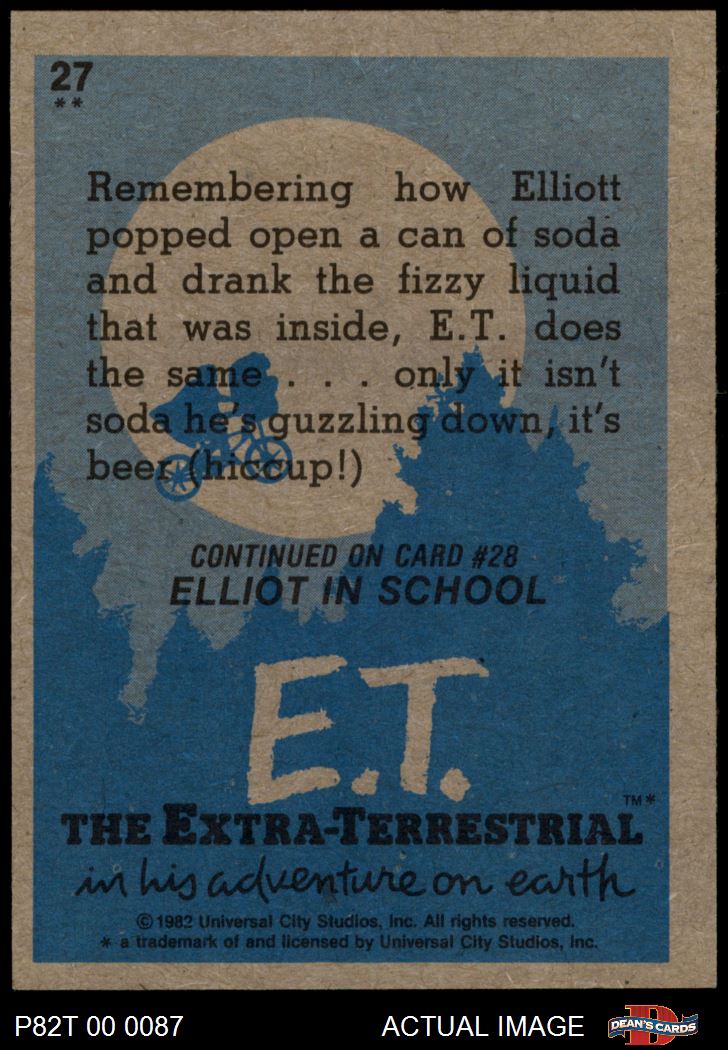 27
**
Remembering how Elliott
popped open a can of soda
and drank the fizzy liquid
that was inside, E.T. does
the same . . . only it isn't
soda he's guzzling down, it's
beer (hiccup!)
CONTINUED ON CARD #28
ELLIOT IN SCHOOL
E.T.
TM*
THE EXTRA-TERRESTRIAL
in his adventure on earth
©1982 Universal City Studios, Inc. All rights reserved.
* a trademark of and licensed by Universal City Studios, Inc.
P82T 00 0087 ACTUAL IMAGE D DEAN'S CARDS